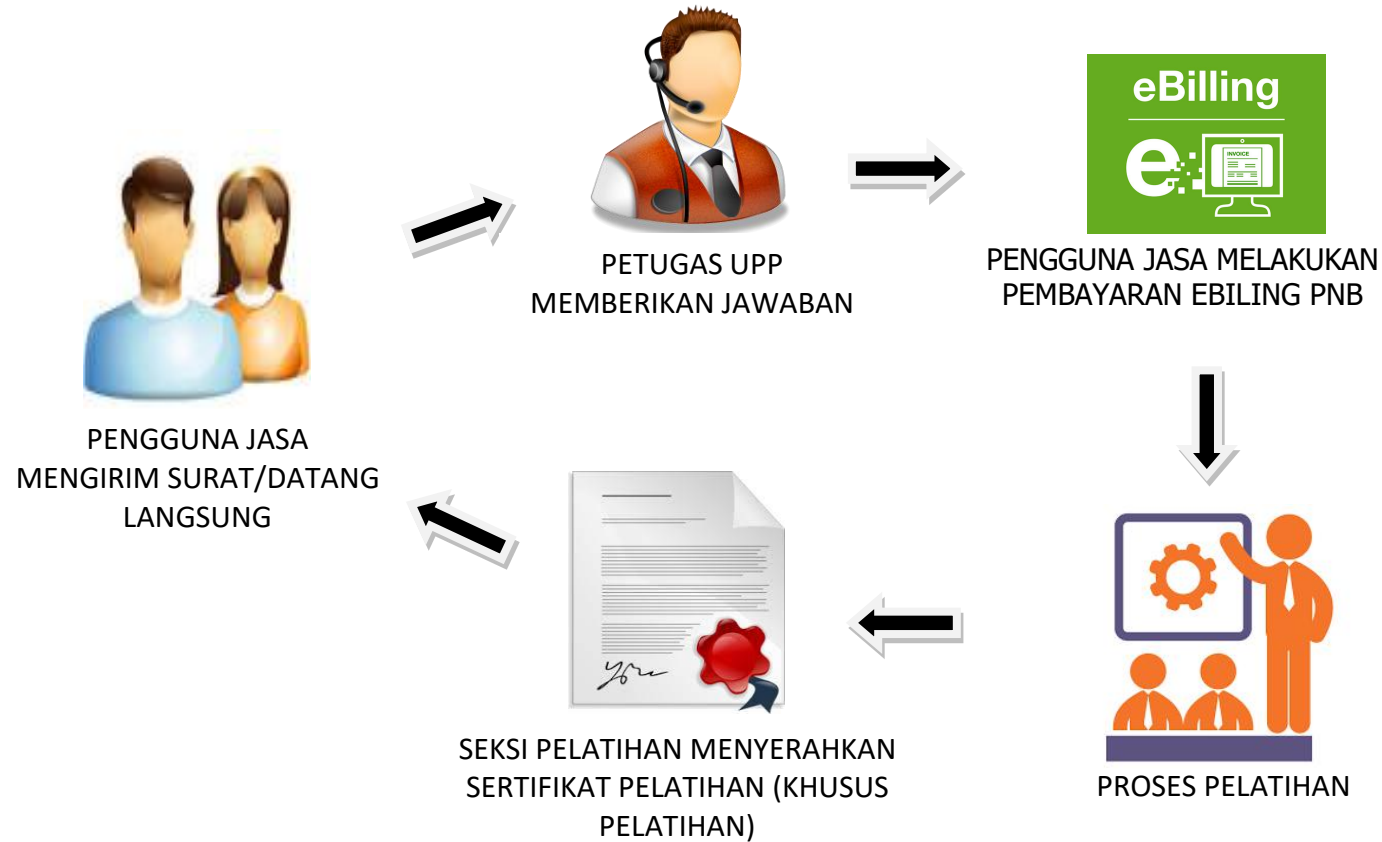 PENGGUNA JASA
MENGIRIM SURAT/DATANG
LANGSUNG
PETUGAS UPP
MEMBERIKAN JAWABAN
eBilling
e
INVOICE
PENGGUNA JASA MELAKUKAN
PEMBAYARAN EBILING PNB
PROSES PELATIHAN
SEKSI PELATIHAN MENYERAHKAN
SERTIFIKAT PELATIHAN (KHUSUS
PELATIHAN)